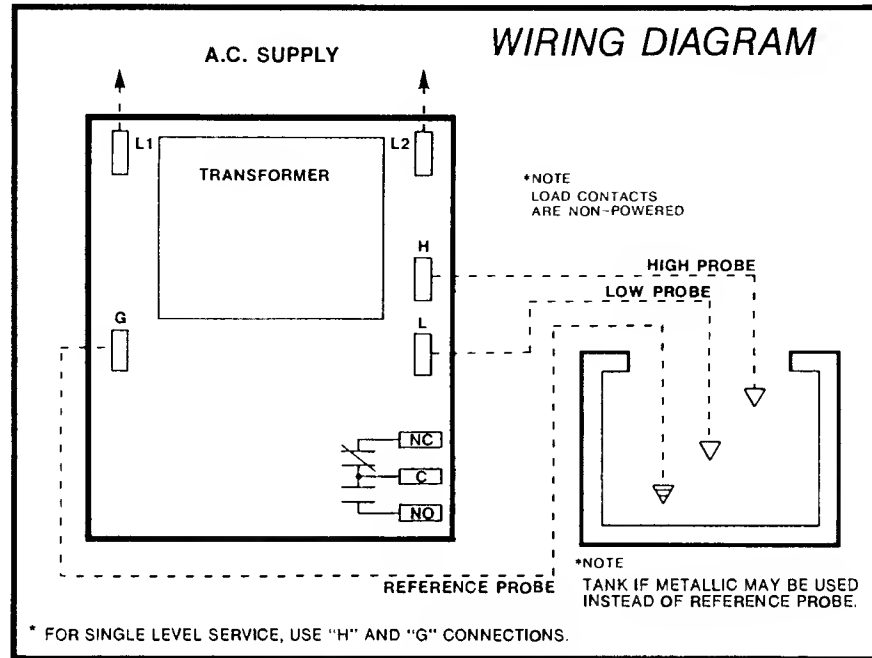 WIRING DIAGRAM
A.C. SUPPLY
L1
L2
TRANSFORMER
*NOTE
LOAD CONTACTS
ARE NON-POWERED
H
HIGH PROBE
LOW PROBE
G
L
NC
C
NO
REFERENCE PROBE
*NOTE
TANK IF METALLIC MAY BE USED
INSTEAD OF REFERENCE PROBE.
* FOR SINGLE LEVEL SERVICE, USE "H" AND "G" CONNECTIONS.